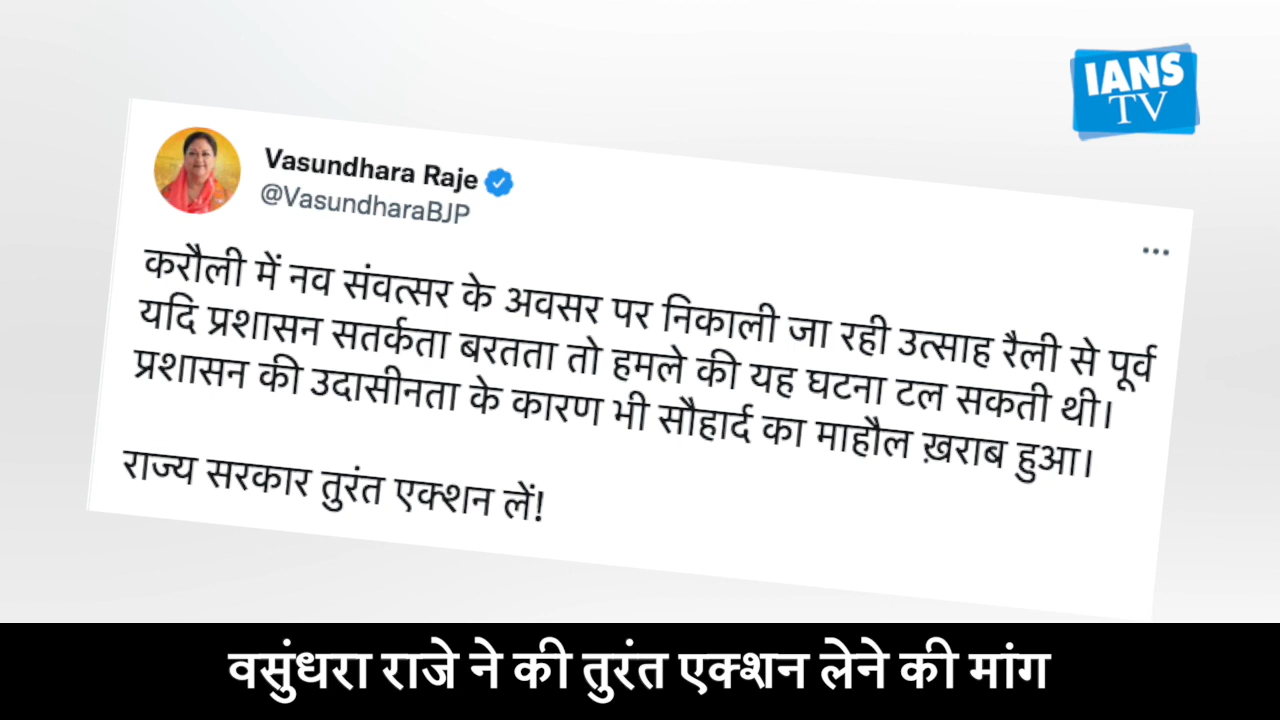 IANS
TV
Vasundhara Raje
@VasundharaBJP
करौली में नव संवत्सर के अवसर पर निकाली जा रही उत्साह रैली से पूर्व
यदि प्रशासन सतर्कता बरतता तो हमले की यह घटना टल सकती थी।
प्रशासन की उदासीनता के कारण भी सौहार्द का माहौल ख़राब हुआ।
राज्य सरकार तुरंत एक्शन लें!
वसुंधरा राजे ने की तुरंत एक्शन लेने की मांग